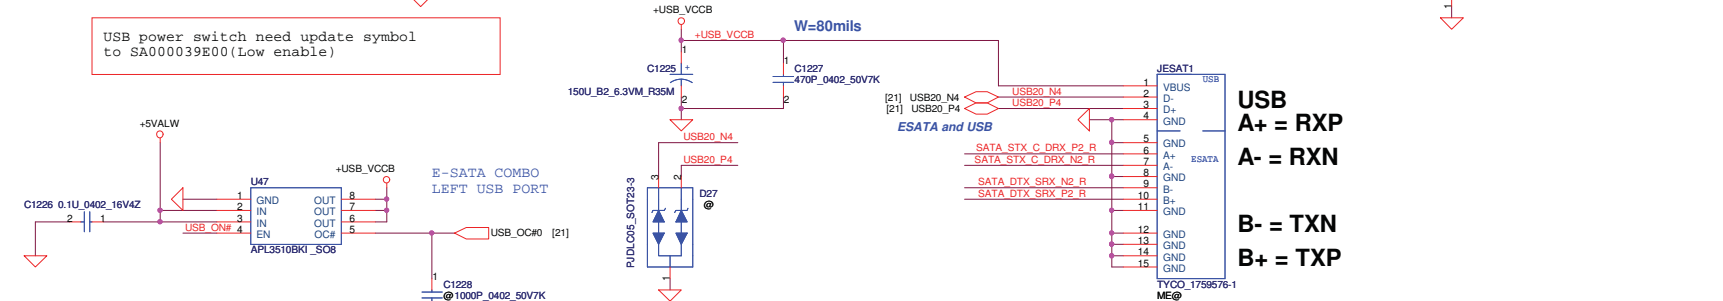 USB power switch need update symbol
to SA000039E00(Low enable)
+5VALW
C1226 0.1U_0402_16V4Z
2 1
USB_ON#
U47
1 GND OUT 8
2 IN OUT 7
3 IN OUT 6
4 EN OC# 5
APL3510BKI_SO8
+USB_VCCB
E-SATA COMBO
LEFT USB PORT
USB_OC#0 [21]
1
C1228
@1000P_0402_50V7K
+USB_VCCB
+USB_VCCB
W=80mils
1
C1225 +
150U_B2_6.3VM_R35M
2
1
C1227
470P_0402_50V7K
2
USB20_N4
USB20_P4
3 2
D27
@
PJDLC05_SOT23-3
1
[21] USB20_N4
[21] USB20_P4
ESATA and USB
USB20_N4
USB20_P4
SATA_STX_C_DRX_P2_R
SATA_STX_C_DRX_N2_R
SATA_DTX_SRX_N2_R
SATA_DTX_SRX_P2_R
JESAT1
USB
1 VBUS
2 D-
3 D+
4 GND
5 GND
6 A+
7 A-
ESATA
8 GND
9 B-
10 B+
11 GND
12 GND
13 GND
14 GND
15 GND
TYCO_1759576-1
ME@
USB
A+ = RXP
A- = RXN
B- = TXN
B+ = TXP
1